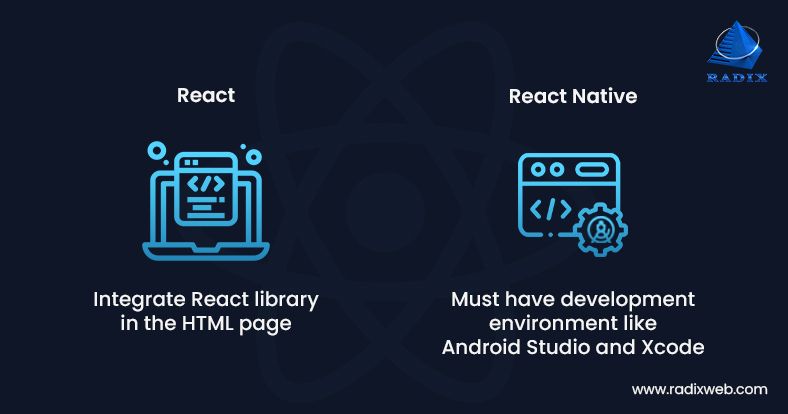 RADIX
React
Integrate React library
in the HTML page
React Native
Must have development
environment like
Android Studio and Xcode
www.radixweb.com